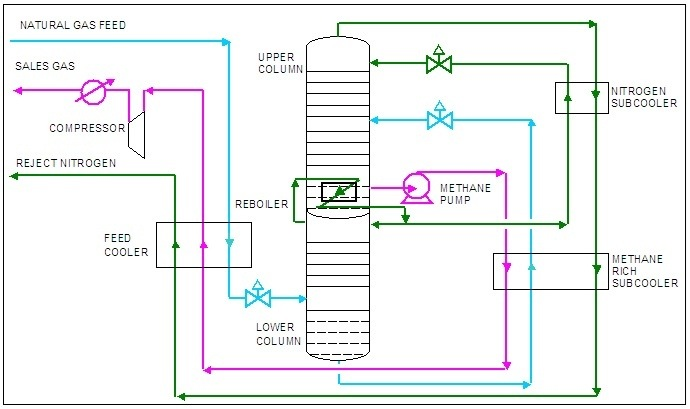 NATURAL GAS FEED
SALES GAS
COMPRESSOR
REJECT NITROGEN
FEED
COOLER
UPPER
COLUMN
REBOILER
LOWER
COLUMN
METHANE
PUMP
NITROGEN
SUBCOOLER
METHANE
RICH
SUBCOOLER